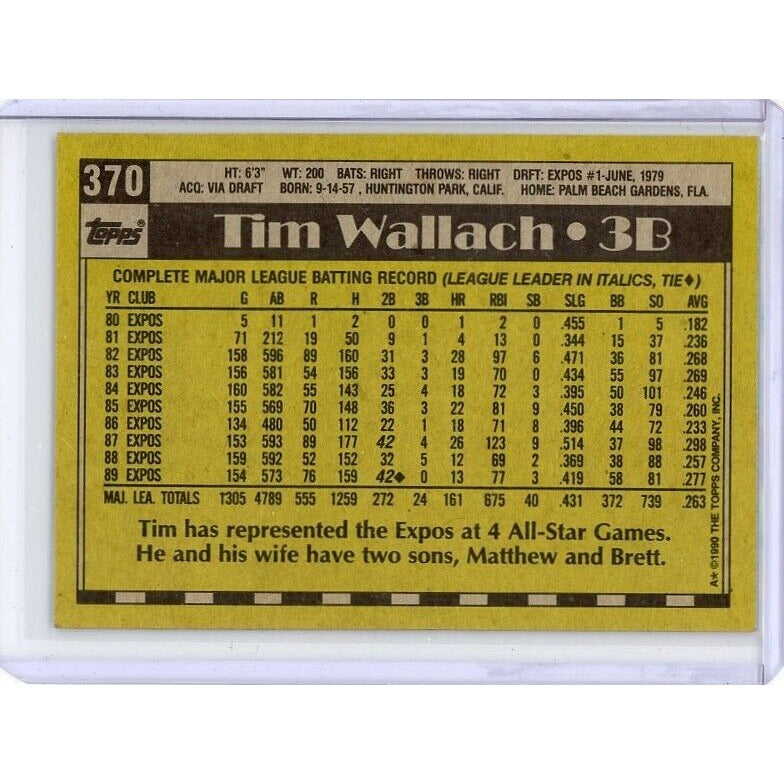 370
HT: 6'3" WT: 200 BATS: RIGHT THROWS: RIGHT DRFT: EXPOS #1-JUNE, 1979
ACQ: VIA DRAFT BORN: 9-14-57 , HUNTINGTON PARK, CALIF. HOME: PALM BEACH GARDENS, FLA.
Topps® Tim Wallach • 3B
COMPLETE MAJOR LEAGUE BATTING RECORD (LEAGUE LEADER IN ITALICS, TIE♦)
YR CLUB G AB R H 2B 3B HR RBI SB SLG BB SO AVG
80 EXPOS 5 11 1 2 0 0 1 2 0 .455 1 5 .182
81 EXPOS 71 212 19 50 9 1 4 13 0 .344 15 37 .236
82 EXPOS 158 596 89 160 31 3 28 97 6 .471 36 81 .268
83 EXPOS 156 581 54 156 33 3 19 70 0 .434 55 97 .269
84 EXPOS 160 582 55 143 25 4 18 72 3 .395 50 101 .246
85 EXPOS 155 569 70 148 36 3 22 81 9 .450 38 79 .260
86 EXPOS 134 480 50 112 22 1 18 71 8 .396 44 72 .233
87 EXPOS 153 593 89 177 42 4 26 123 9 .514 37 98 .298
88 EXPOS 159 592 52 152 32 5 12 69 2 .369 38 88 .257
89 EXPOS 154 573 76 159 42♦ 0 13 77 3 .419 58 81 .277
MAJ. LEA. TOTALS 1305 4789 555 1259 272 24 161 675 40 .431 372 739 .263
Tim has represented the Expos at 4 All-Star Games.
He and his wife have two sons, Matthew and Brett.
A* ©1990 THE TOPPS COMPANY, INC.